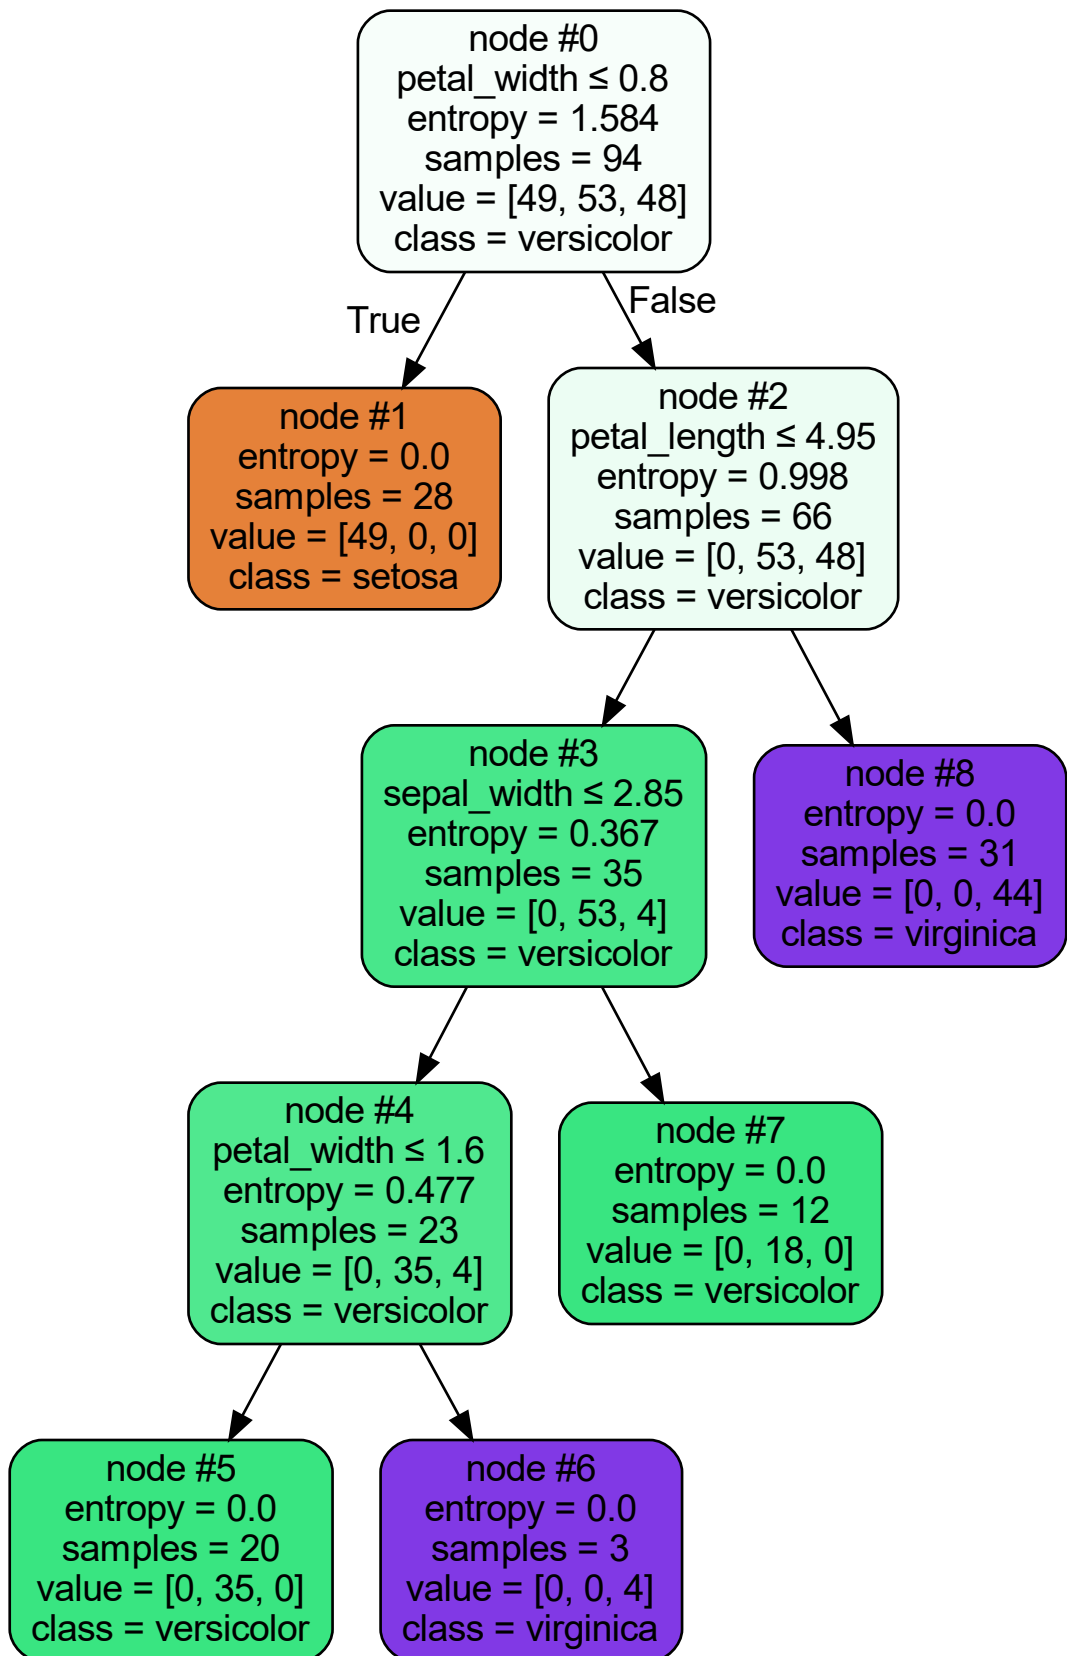 node #0
petal_width ≤ 0.8
entropy = 1.584
samples = 94
value = [49, 53, 48]
class = versicolor
True
False
node #1
entropy = 0.0
samples = 28
value = [49, 0, 0]
class = setosa
node #2
petal_length ≤ 4.95
entropy = 0.998
samples = 66
value = [0, 53, 48]
class = versicolor
node #3
sepal_width ≤ 2.85
entropy = 0.367
samples = 35
value = [0, 53, 4]
class = versicolor
node #8
entropy = 0.0
samples = 31
value = [0, 0, 44]
class = virginica
node #4
petal_width ≤ 1.6
entropy = 0.477
samples = 23
value = [0, 35, 4]
class = versicolor
node #7
entropy = 0.0
samples = 12
value = [0, 18, 0]
class = versicolor
node #5
entropy = 0.0
samples = 20
value = [0, 35, 0]
class = versicolor
node #6
entropy = 0.0
samples = 3
value = [0, 0, 4]
class = virginica